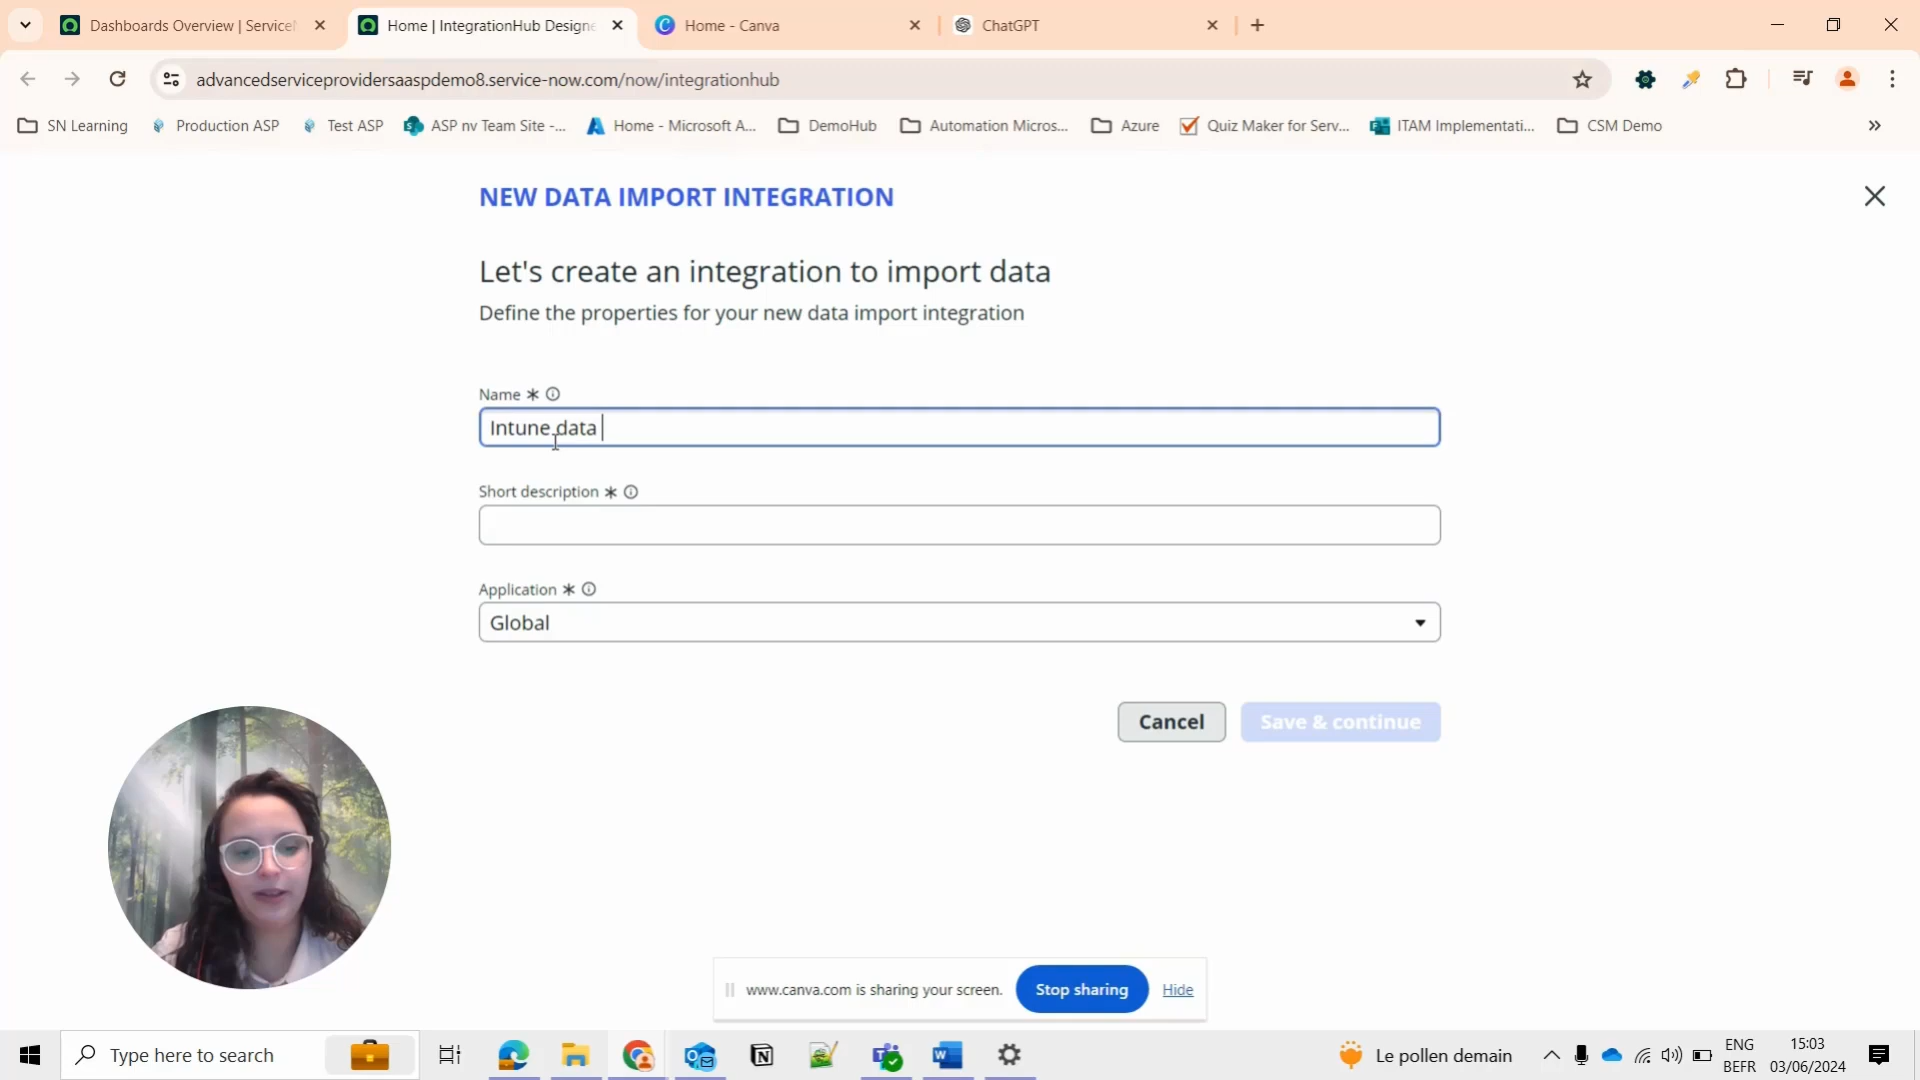 Dashboards Overview | Service
Home | IntegrationHub Designe
Home - Canva
ChatGPT
advancedserviceprovidersaaspdemo8.service-now.com/now/integrationhub
SN Learning
Production ASP
Test ASP
ASP nv Team Site -...
Home - Microsoft A...
DemoHub
Automation Micros...
Azure
Quiz Maker for Serv...
ITAM Implementati...
CSM Demo
NEW DATA IMPORT INTEGRATION
Let's create an integration to import data
Define the properties for your new data import integration
Name *
Intune data
Short description *
Application *
Global
Cancel
Save & continue
www.canva.com is sharing your screen.
Stop sharing
Hide
Type here to search
Le pollen demain
ENG
BEFR
15:03
03/06/2024